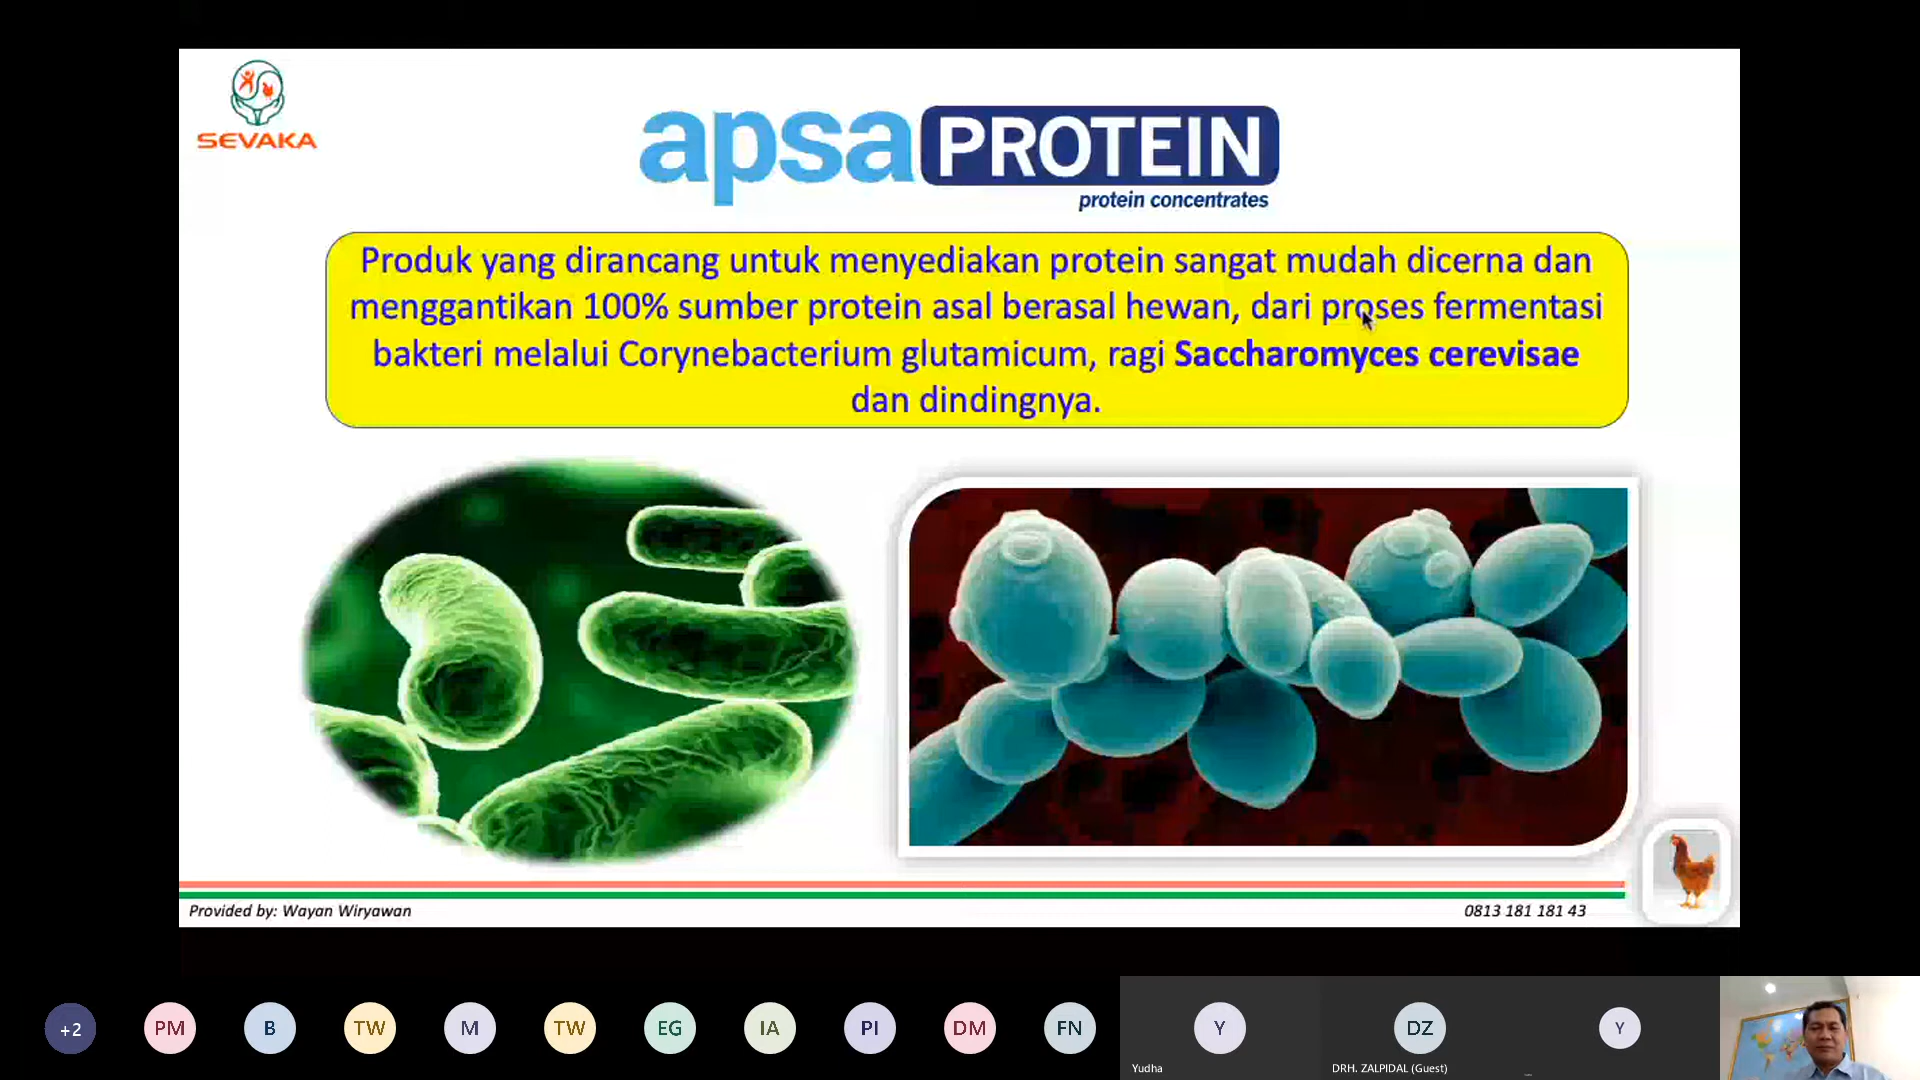 SEVAKA
apsa PROTEIN
protein concentrates
Produk yang dirancang untuk menyediakan protein sangat mudah dicerna dan
menggantikan 100% sumber protein asal berasal hewan, dari proses fermentasi
bakteri melalui Corynebacterium glutamicum, ragi Saccharomyces cerevisae
dan dindingnya.
Provided by: Wayan Wiryawan
0813 181 181 43
+2
PM
B
TW
M
TW
EG
IA
PI
DM
FN
Y
DZ
Y
Yudha
DRH. ZALPIDAL (Guest)